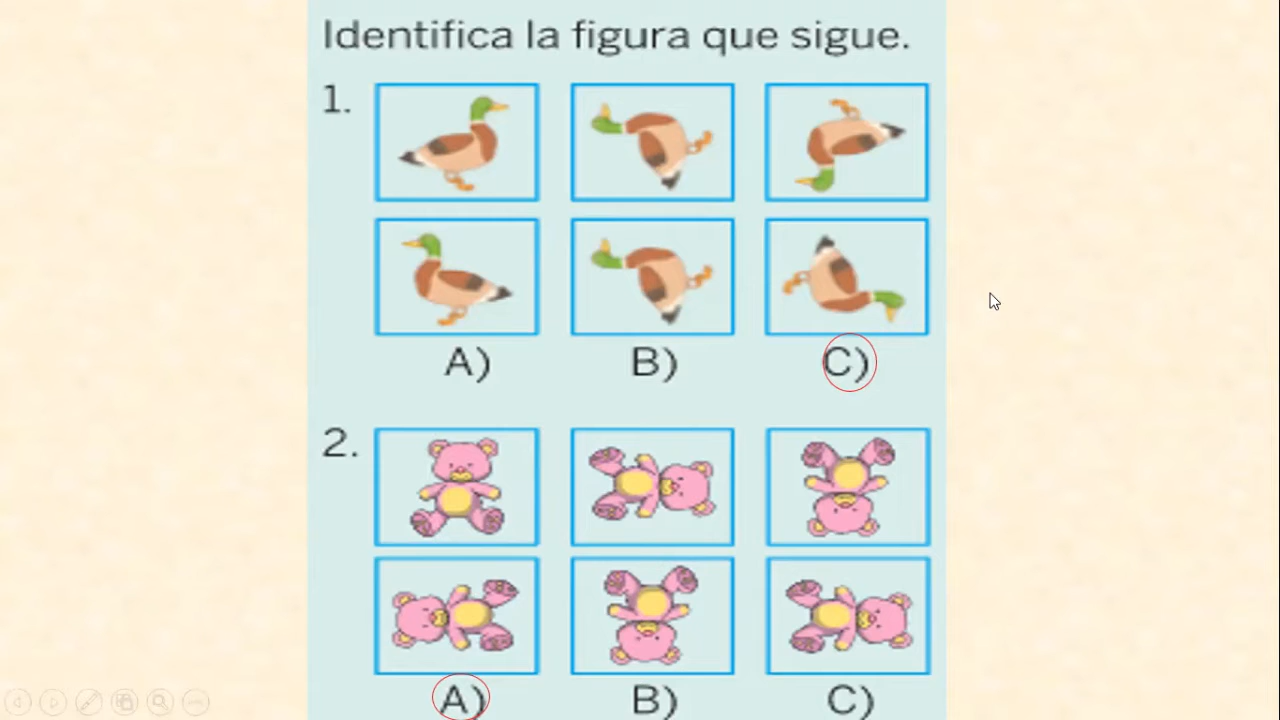 Identifica la figura que sigue.
1.
A) B) C)
2.
A) B) C)